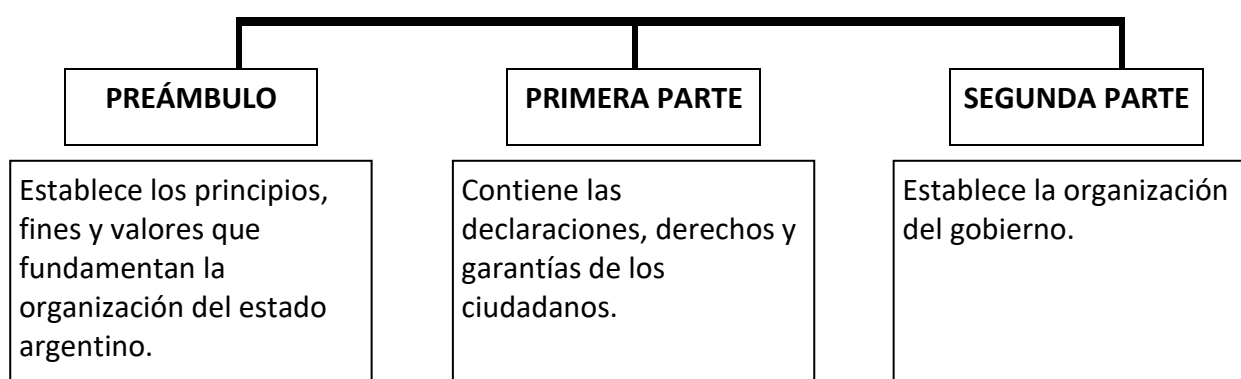 PREÁMBULO
Establece los principios,
fines y valores que
fundamentan la
organización del estado
argentino.
PRIMERA PARTE
Contiene las
declaraciones, derechos y
garantías de los
ciudadanos.
SEGUNDA PARTE
Establece la organización
del gobierno.